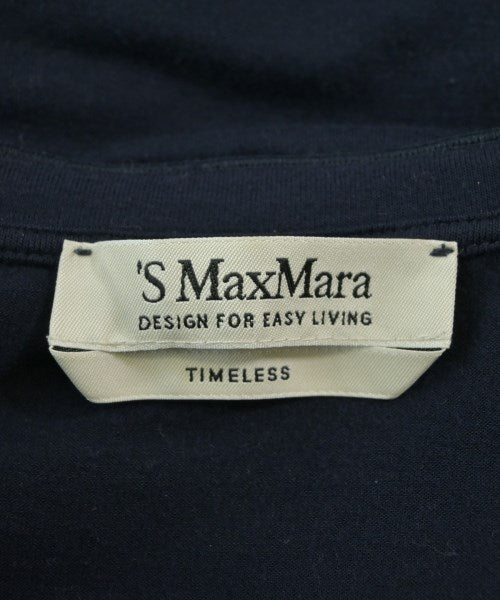 'S MaxMara
DESIGN FOR EASY LIVING
TIMELESS